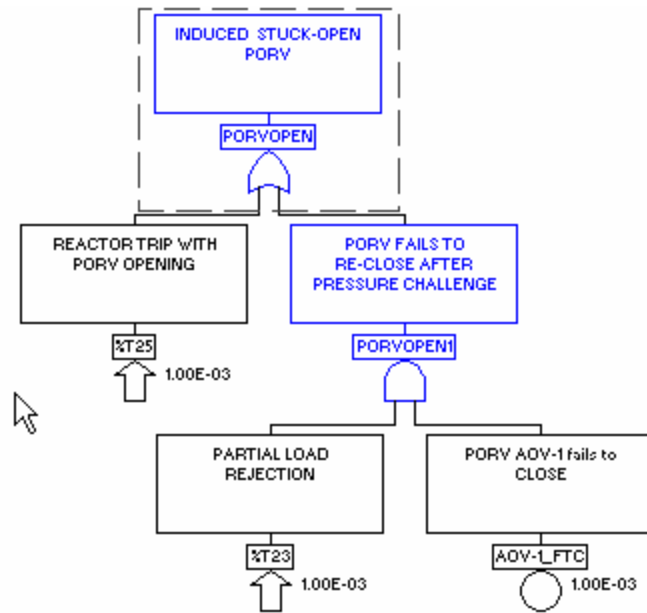 INDUCED STUCK-OPEN
PORV
PORVOPEN
REACTOR TRIP WITH
PORV OPENING
PORV FAILS TO
RE-CLOSE AFTER
PRESSURE CHALLENGE
%T25
PORVOPEN1
1.00E-03
PARTIAL LOAD
REJECTION
PORV AOV-1 fails to
CLOSE
%T23
AOV-1_FTC
1.00E-03
1.00E-03